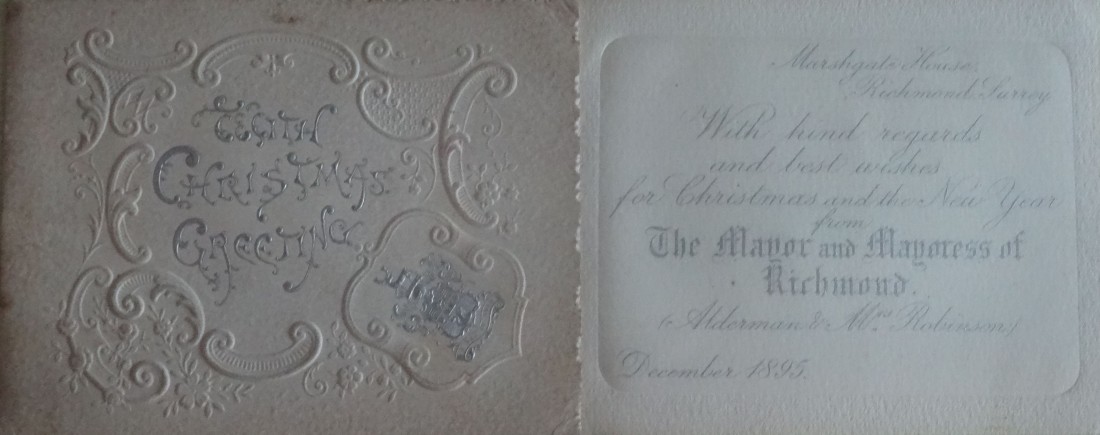 With
Christmas
Greeting
Marshgate House,
Richmond, Surrey
With kind regards
and best wishes
for Christmas and the New Year
from
The Mayor and Mayoress of
Richmond.
(Alderman & Mrs Robinson)
December 1895.